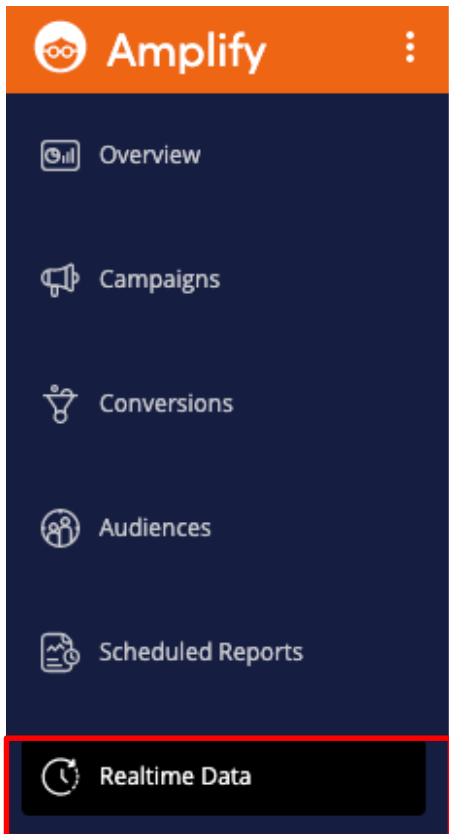 Amplify
Overview
Campaigns
Conversions
Audiences
Scheduled Reports
Realtime Data